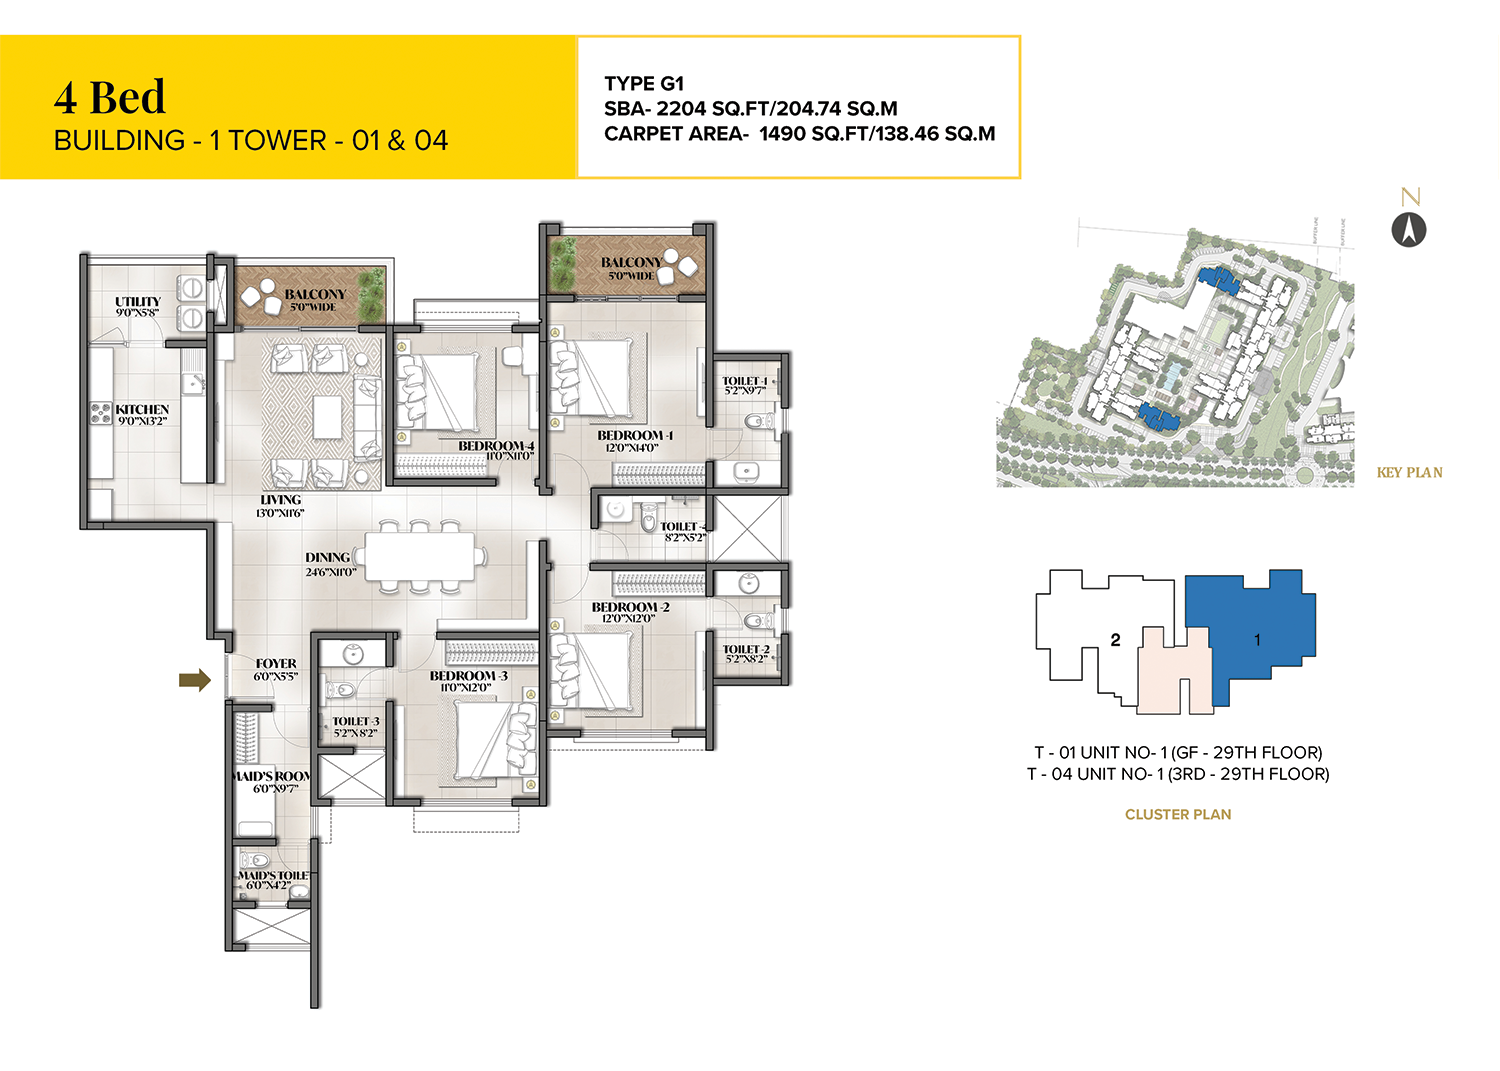 4 Bed
BUILDING - 1 TOWER - 01 & 04
TYPE G1
SBA- 2204 SQ.FT/204.74 SQ.M
CARPET AREA- 1490 SQ.FT/138.46 SQ.M
N
BUFFER LINE
BUFFER LINE
KEY PLAN
BALCONY
5'0"WIDE
UTILITY
9'0"X5'8"
BALCONY
5'0"WIDE
TOILET -1
5'2"X9'7"
KITCHEN
9'0"X13'2"
BEDROOM-4
11'0"X11'0"
BEDROOM -1
12'0"X14'0"
LIVING
13'0"X11'6"
TOILET -4
8'2"X5'2"
DINING
24'6"X11'0"
BEDROOM -2
12'0"X12'0"
TOILET -2
5'2"X8'2"
FOYER
6'0"X5'5"
BEDROOM -3
11'0"X12'0"
TOILET -3
5'2"X8'2"
MAID'S ROOM
6'0"X9'7"
MAID'S TOILE
6'0"X4'2"
2
1
T - 01 UNIT NO- 1 (GF - 29TH FLOOR)
T - 04 UNIT NO- 1 (3RD - 29TH FLOOR)
CLUSTER PLAN